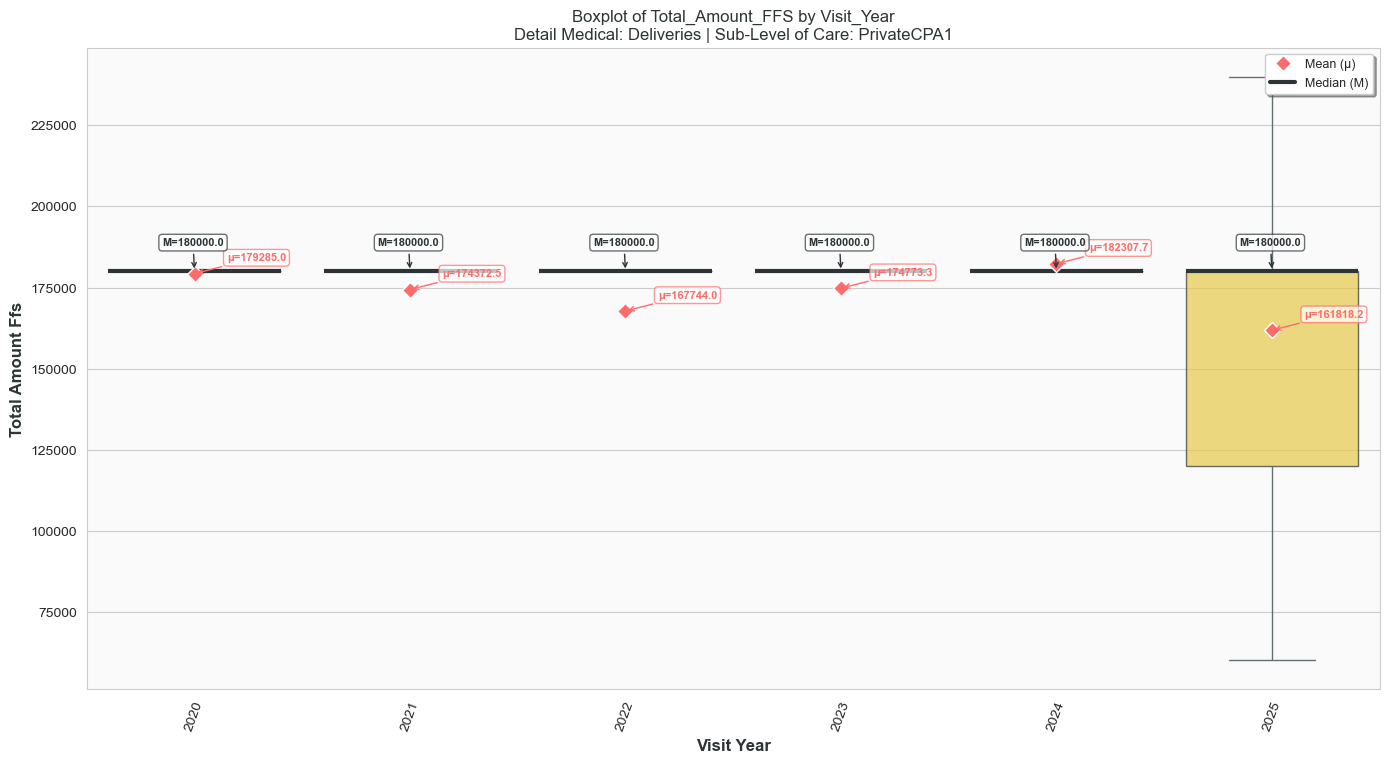 Boxplot of Total_Amount_FFS by Visit_Year
Detail Medical: Deliveries | Sub-Level of Care: PrivateCPA1
Mean (μ)
Median (M)
Total Amount Ffs
225000
200000
175000
150000
125000
100000
75000
M=180000.0
μ=179285.0
M=180000.0
μ=174372.5
M=180000.0
μ=167744.0
M=180000.0
μ=174773.3
M=180000.0
μ=182307.7
M=180000.0
μ=161818.2
2020
2021
2022
2023
2024
2025
Visit Year